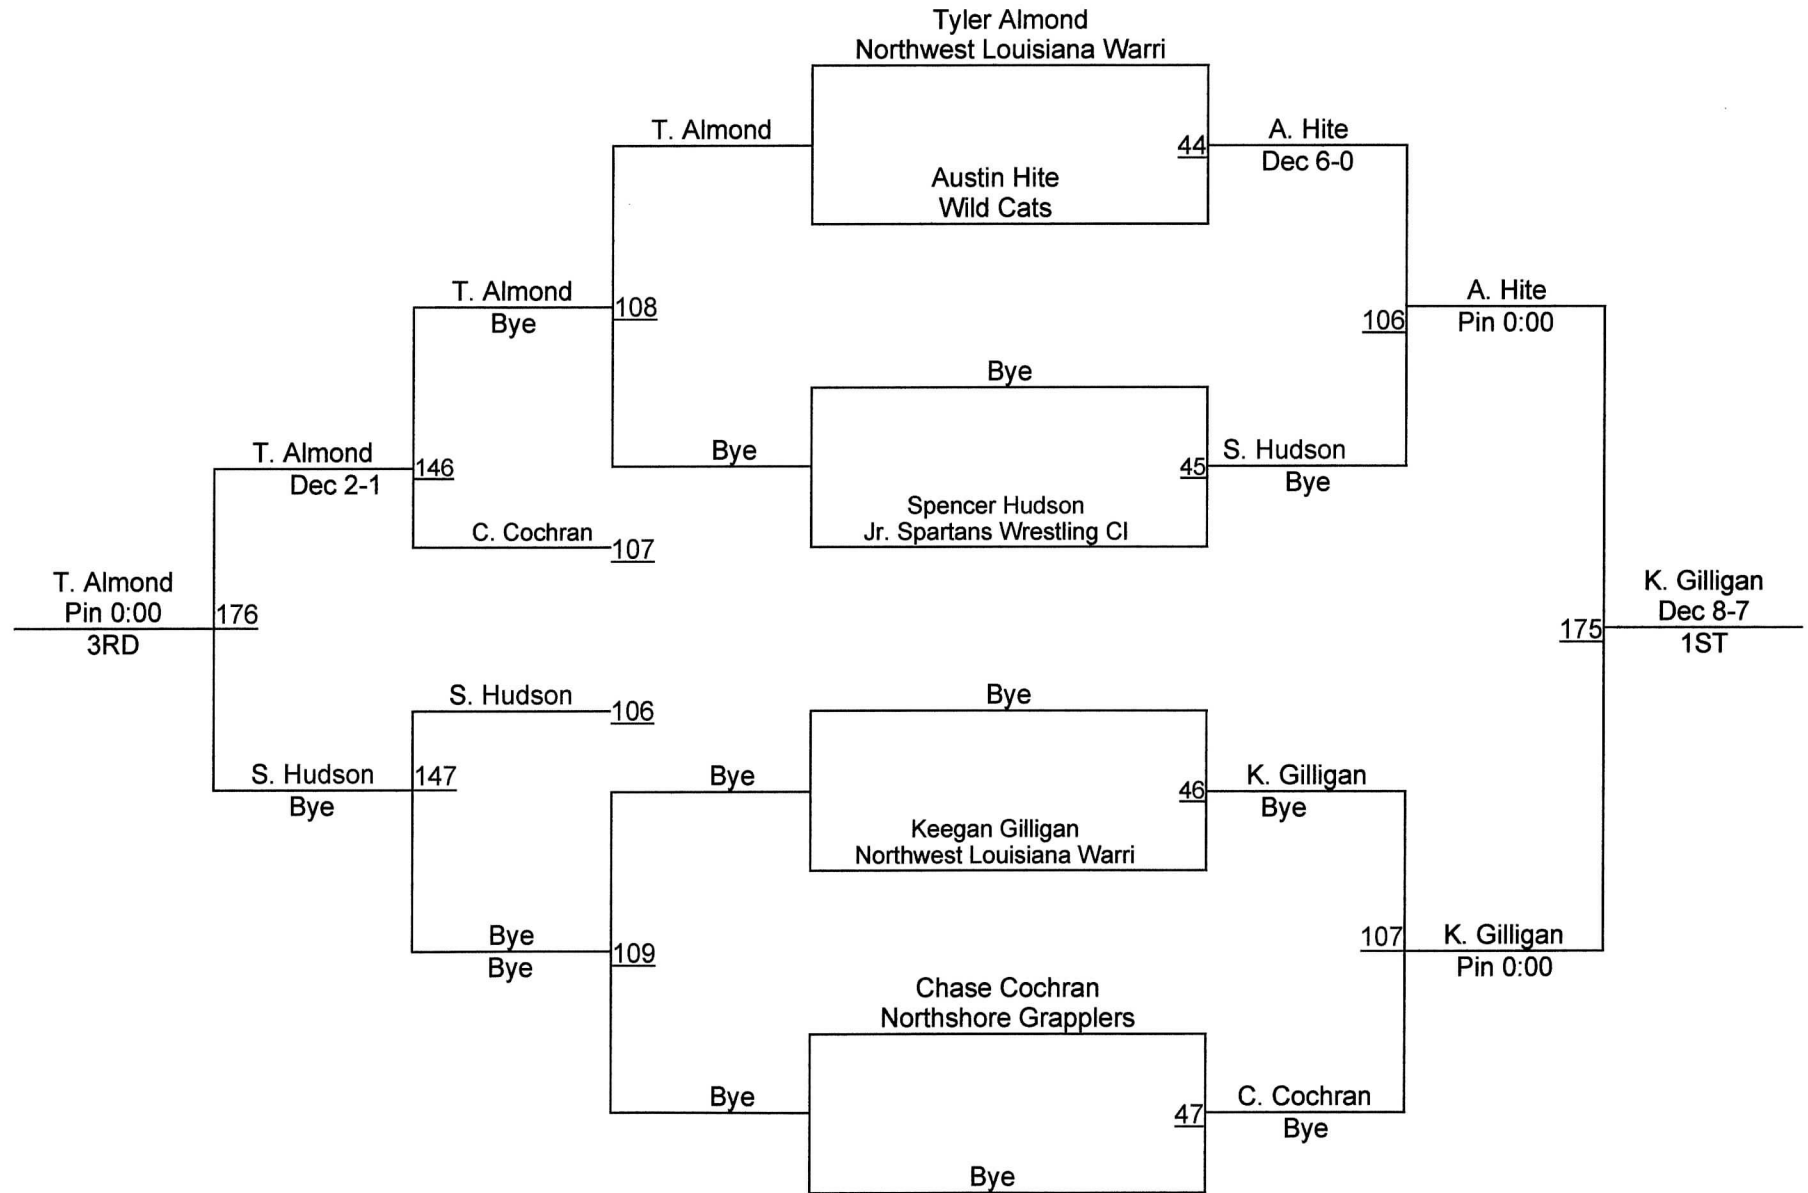 Tyler Almond
Northwest Louisiana Warri
T. Almond
44
A. Hite
Dec 6-0
Austin Hite
Wild Cats
T. Almond
Bye
108
106
A. Hite
Pin 0:00
Bye
T. Almond
Dec 2-1
146
Bye
45
S. Hudson
Bye
Spencer Hudson
Jr. Spartans Wrestling Cl
C. Cochran
107
T. Almond
Pin 0:00
3RD
176
175
K. Gilligan
Dec 8-7
1ST
S. Hudson
106
Bye
S. Hudson
Bye
147
Bye
46
K. Gilligan
Bye
Keegan Gilligan
Northwest Louisiana Warri
Bye
Bye
109
107
K. Gilligan
Pin 0:00
Chase Cochran
Northshore Grapplers
Bye
47
C. Cochran
Bye
Bye